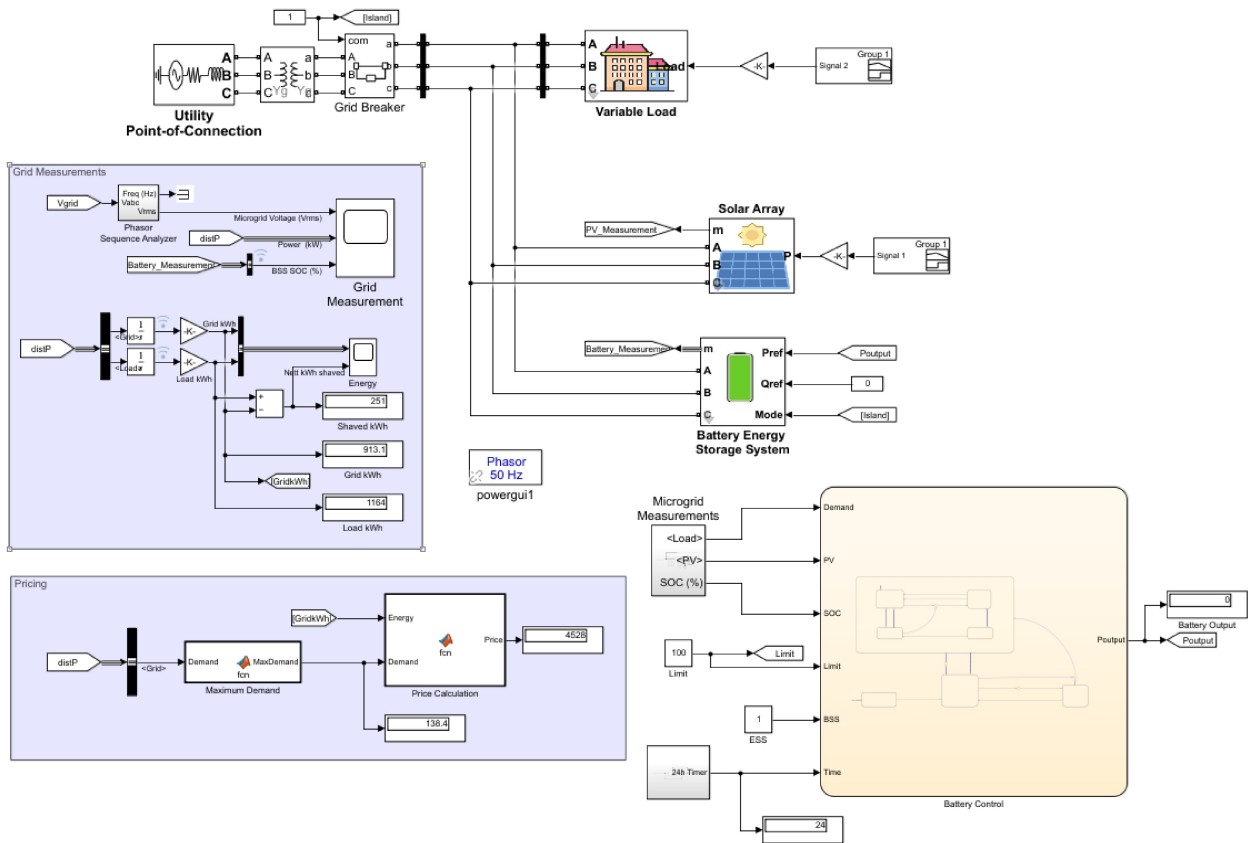 1
[Island]
com
A
B
C
a
b
c
A
B
C
A
B
C
a
b
c
Yg
Grid Breaker
Utility
Point-of-Connection
A
B
C
Load
Variable Load
-K-
Group 1
Signal 2
Grid Measurements
Vgrid
Freq (Hz)
Vabc
Vrms
Phasor
Sequence Analyzer
Microgrid Voltage (Vrms)
distP
Power (kW)
Battery_Measurement
BSS SOC (%)
Grid
Measurement
distP
<Grid>
<Load>
1
s
1
s
-K-
-K-
Grid kWh
Load kWh
Nett kWh shaved
Energy
+
−
251
Shaved kWh
913.1
Grid kWh
[GridkWh]
1164
Load kWh
Solar Array
PV_Measurement
m
A
B
C
P
-K-
Group 1
Signal 1
Battery_Measurement
m
A
B
C
Pref
Qref
Mode
Poutput
0
[Island]
Battery Energy
Storage System
Phasor
50 Hz
powergui1
Microgrid
Measurements
<Load>
<PV>
SOC (%)
100
Limit
Limit
1
ESS
24h Timer
24
Demand
PV
SOC
Limit
BSS
Time
Poutput
Battery Control
0
Battery Output
Poutput
Pricing
distP
<Grid>
Demand
MaxDemand
fcn
Maximum Demand
[GridkWh]
Energy
Demand
fcn
Price
Price Calculation
4528
138.4